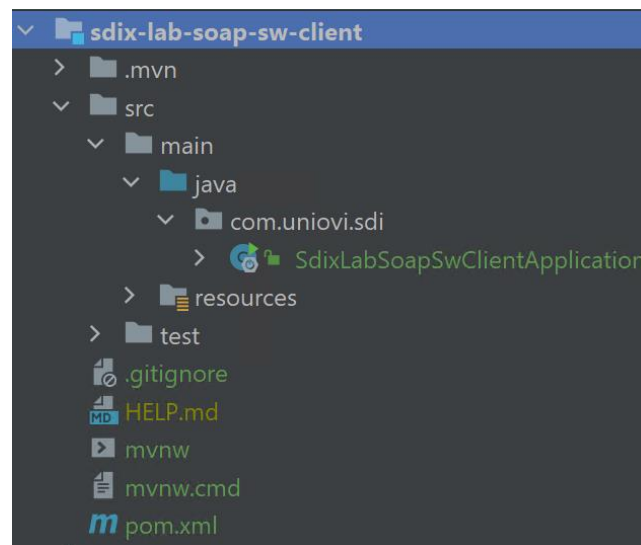 sdix-lab-soap-sw-client
.mvn
src
main
java
com.uniovi.sdi
SdixLabSoapSwClientApplication
resources
test
.gitignore
MD HELP.md
mvnw
mvnw.cmd
m pom.xml